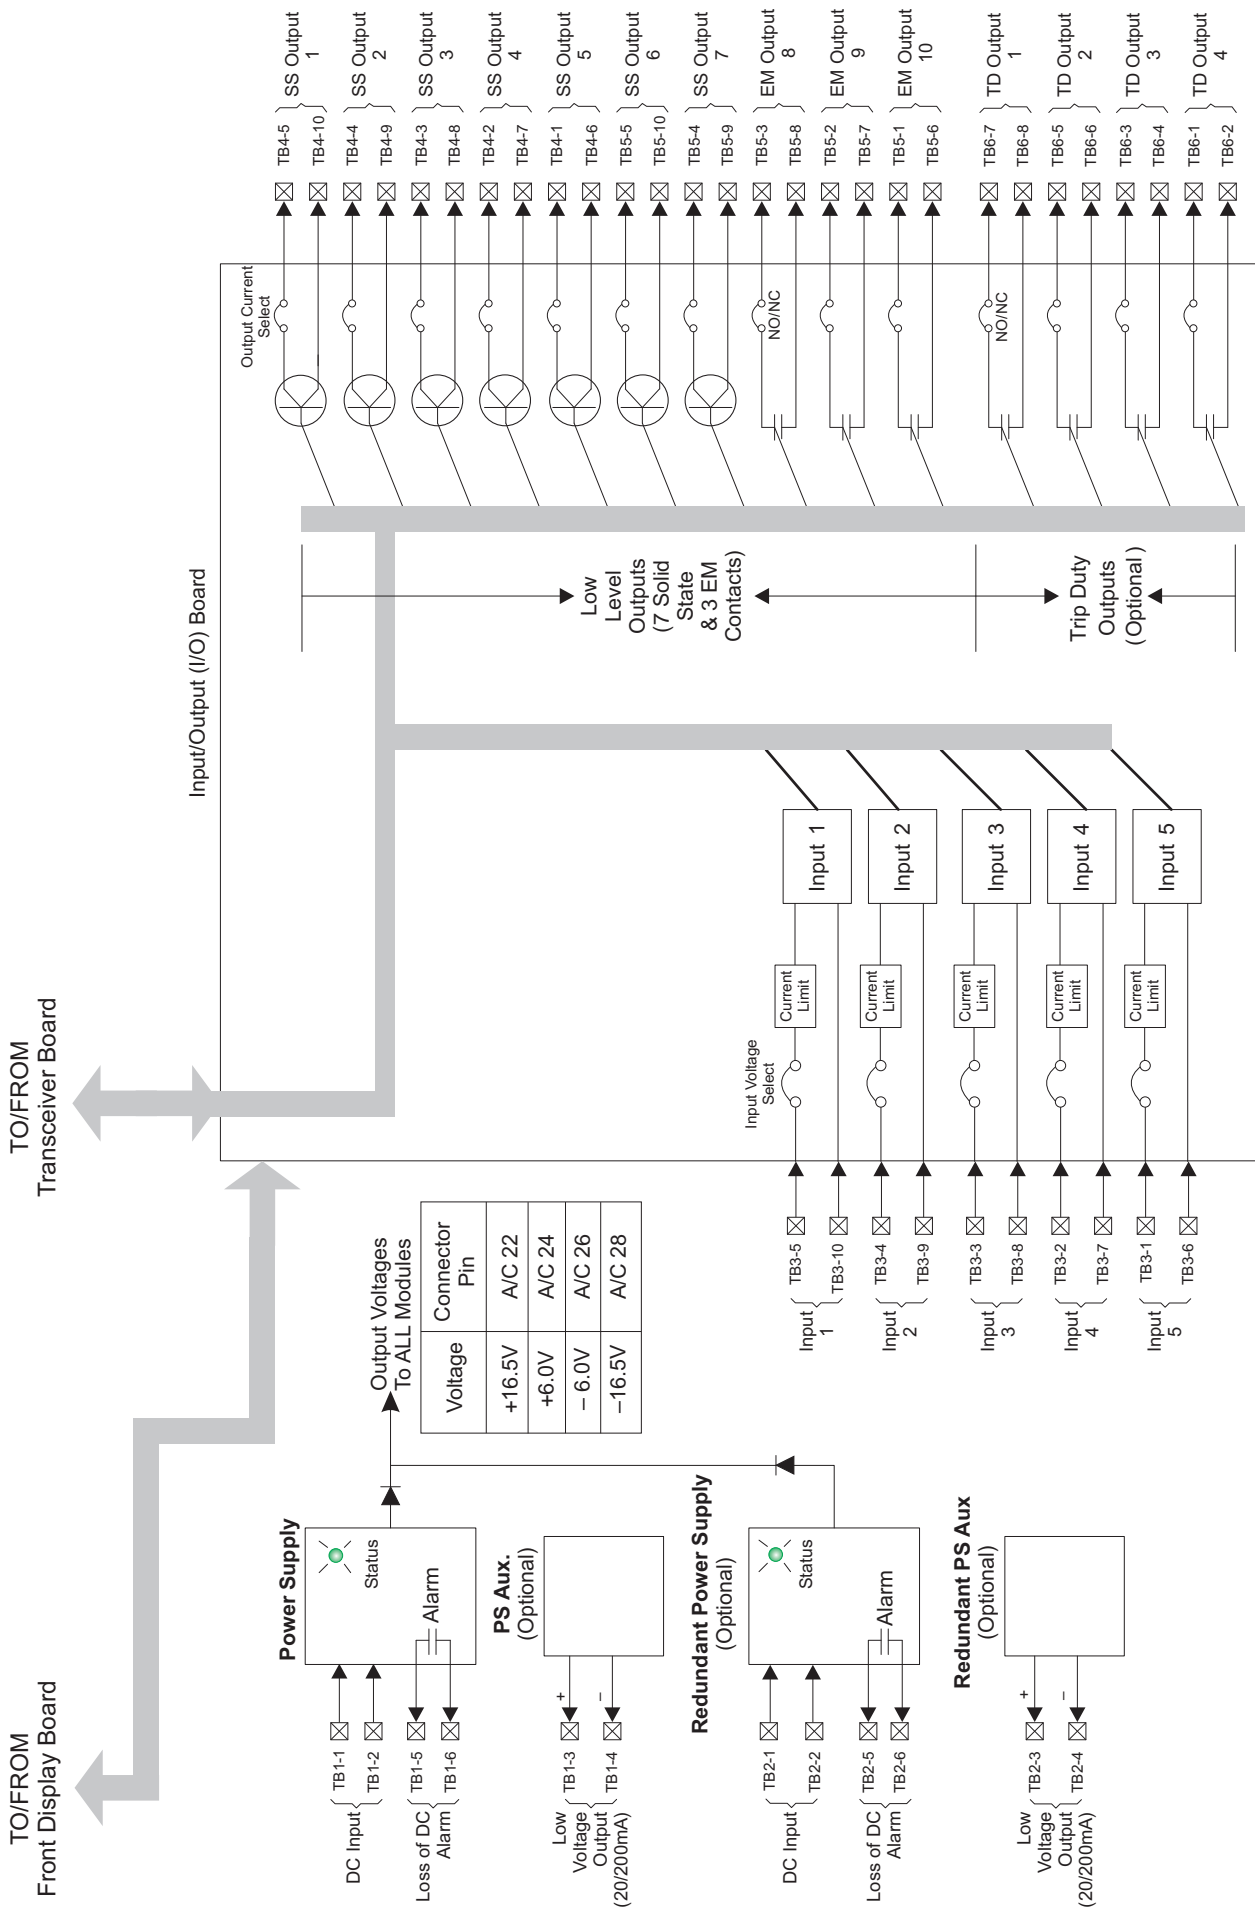 TO/FROM
Front Display Board
TO/FROM
Transceiver Board
Input/Output (I/O) Board
Power Supply
Status
Alarm
TB1-1
TB1-2
DC Input
TB1-5
TB1-6
Loss of DC
Alarm
PS Aux.
(Optional)
+
–
TB1-3
TB1-4
Low
Voltage
Output
(20/200mA)
Redundant Power Supply
(Optional)
Status
Alarm
TB2-1
TB2-2
DC Input
TB2-5
TB2-6
Loss of DC
Alarm
Redundant PS Aux
(Optional)
+
–
TB2-3
TB2-4
Low
Voltage
Output
(20/200mA)
Output Voltages
To ALL Modules
Voltage
Connector
Pin
+16.5V
A/C 22
+6.0V
A/C 24
– 6.0V
A/C 26
–16.5V
A/C 28
Input Voltage
Select
Input
1
TB3-5
TB3-10
Current
Limit
Input 1
Input
2
TB3-4
TB3-9
Current
Limit
Input 2
Input
3
TB3-3
TB3-8
Current
Limit
Input 3
Input
4
TB3-2
TB3-7
Current
Limit
Input 4
Input
5
TB3-1
TB3-6
Current
Limit
Input 5
Low
Level
Outputs
(7 Solid
State
& 3 EM
Contacts)
Trip Duty
Outputs
(Optional )
Output Current
Select
TB4-5
TB4-10
SS Output
1
TB4-4
TB4-9
SS Output
2
TB4-3
TB4-8
SS Output
3
TB4-2
TB4-7
SS Output
4
TB4-1
TB4-6
SS Output
5
TB5-5
TB5-10
SS Output
6
TB5-4
TB5-9
SS Output
7
NO/NC
TB5-3
TB5-8
EM Output
8
TB5-2
TB5-7
EM Output
9
TB5-1
TB5-6
EM Output
10
NO/NC
TB6-7
TB6-8
TD Output
1
TB6-5
TB6-6
TD Output
2
TB6-3
TB6-4
TD Output
3
TB6-1
TB6-2
TD Output
4